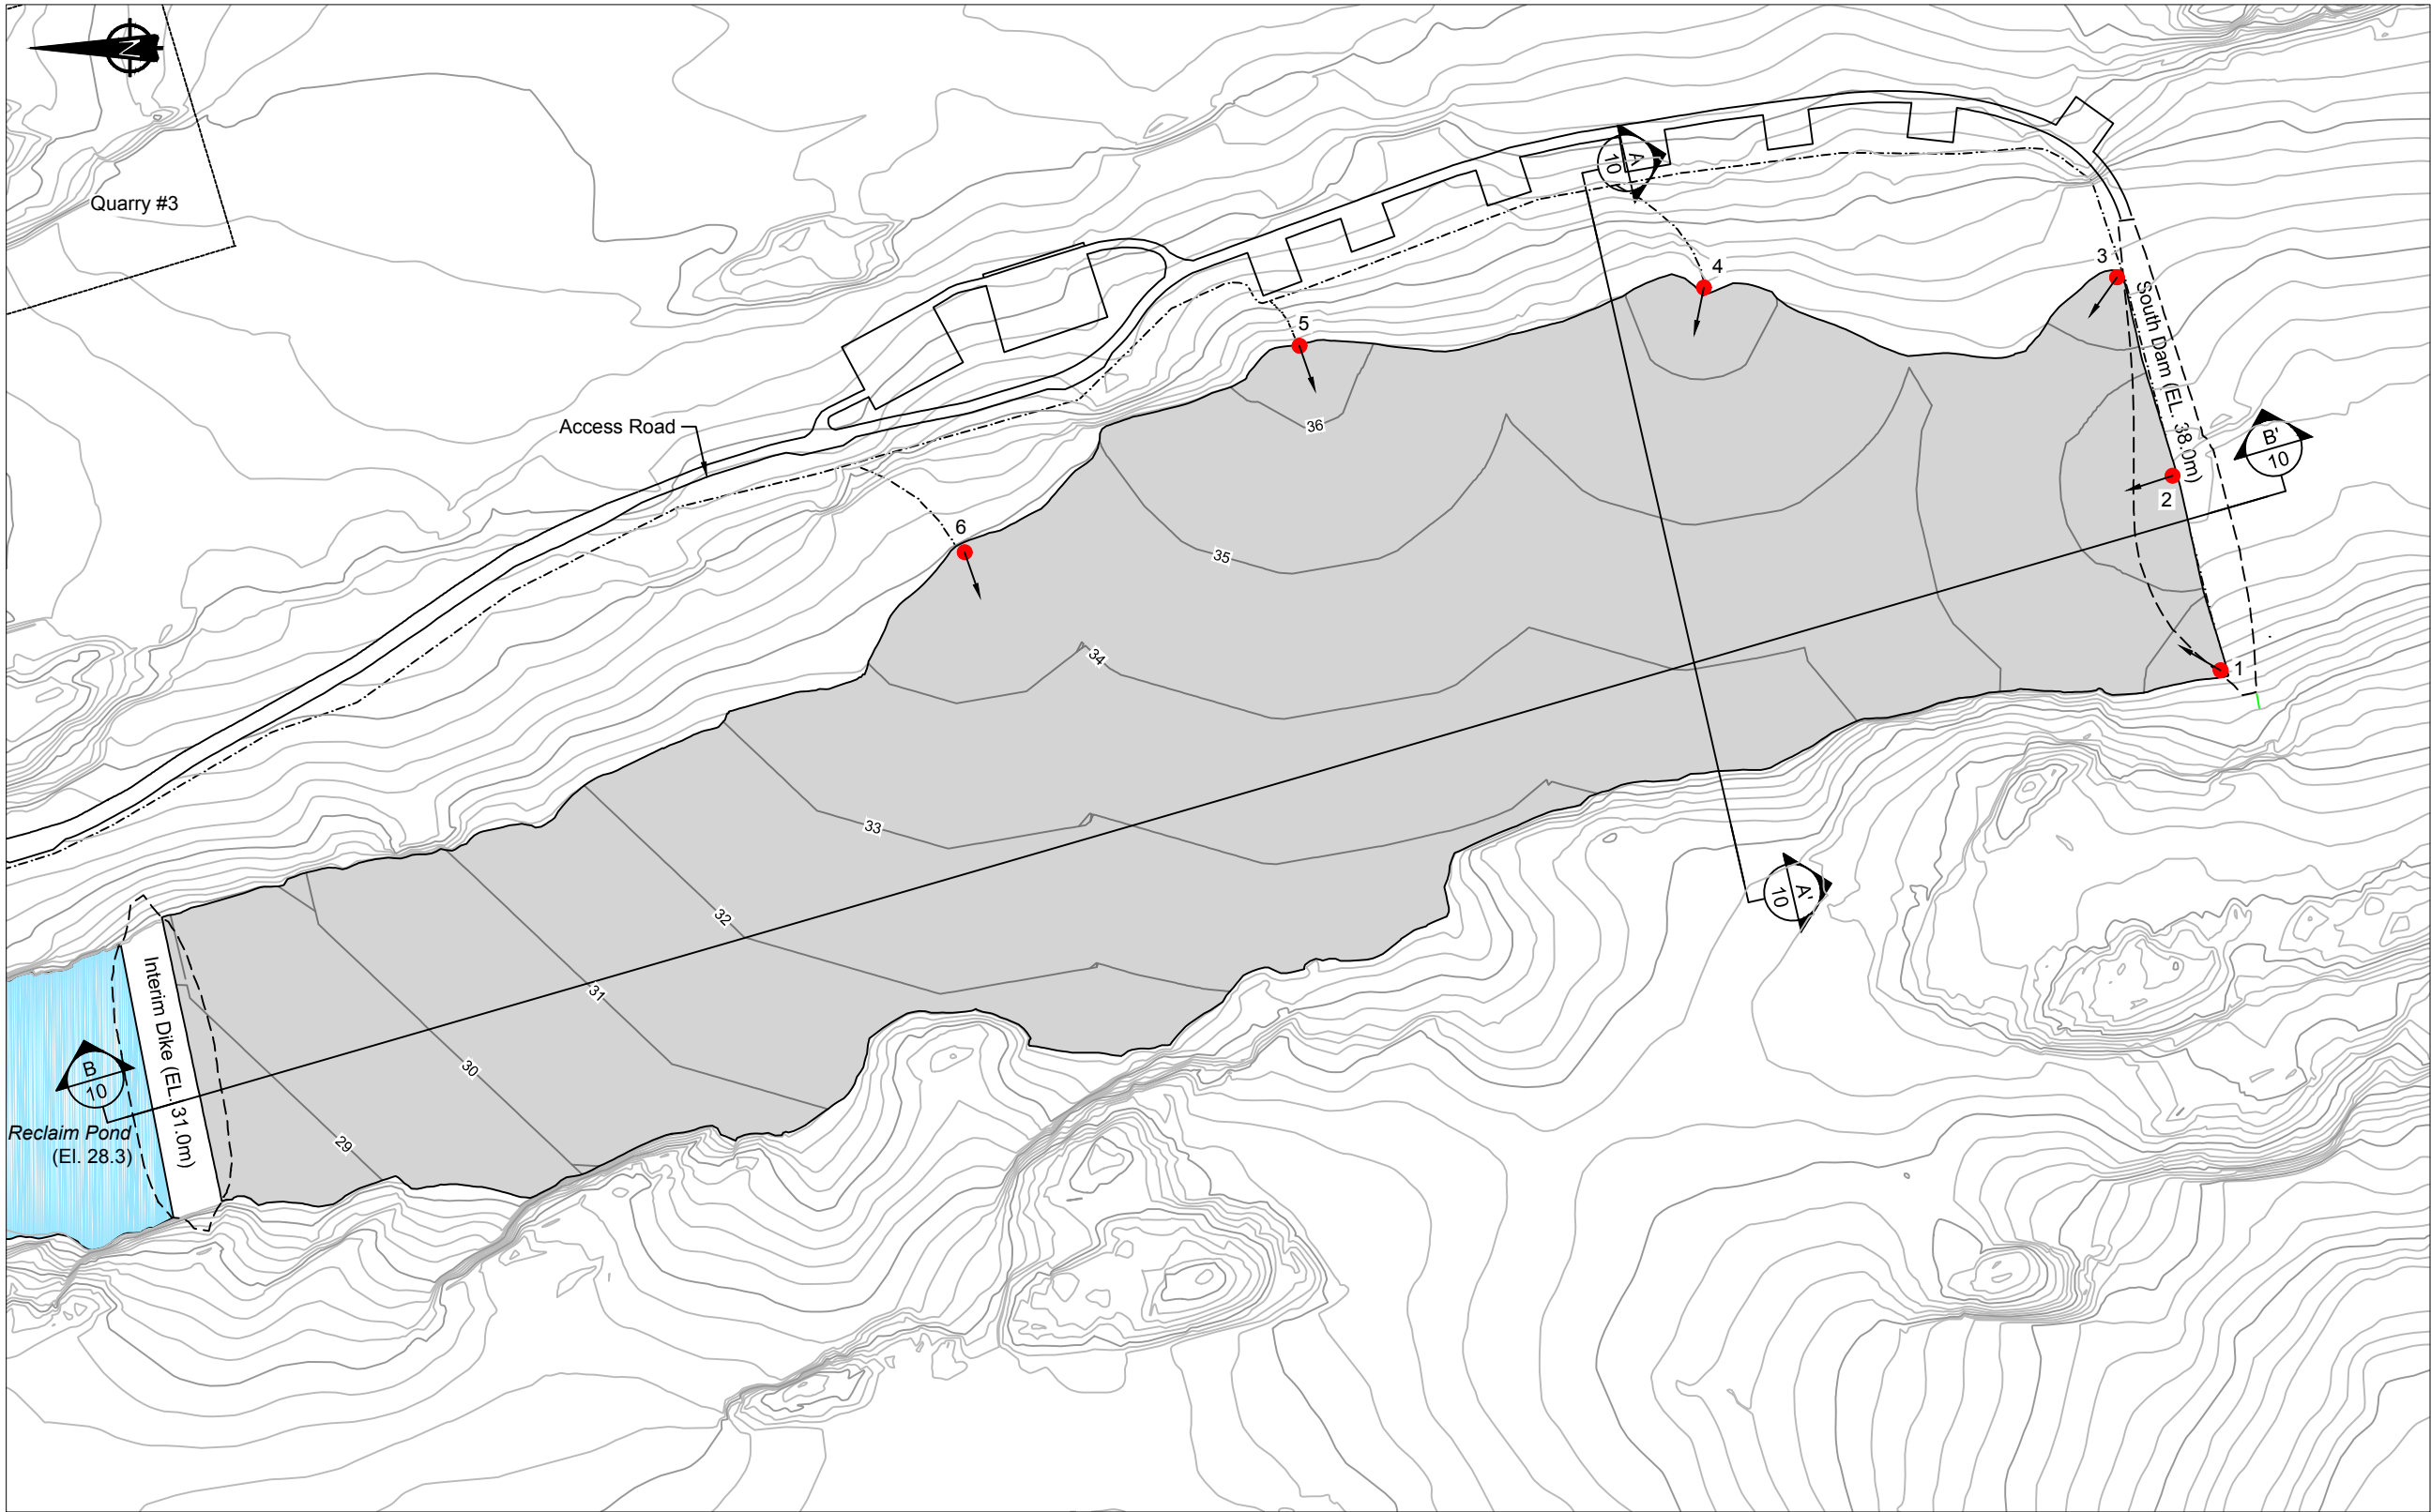 N
Quarry #3
A
10
3
4
South Dam (EL. 38.0m)
5
36
Access Road
B'
10
2
6
35
34
1
33
32
A'
10
31
Interim Dike (EL. 31.0m)
30
B
10
29
Reclaim Pond
(El. 28.3)